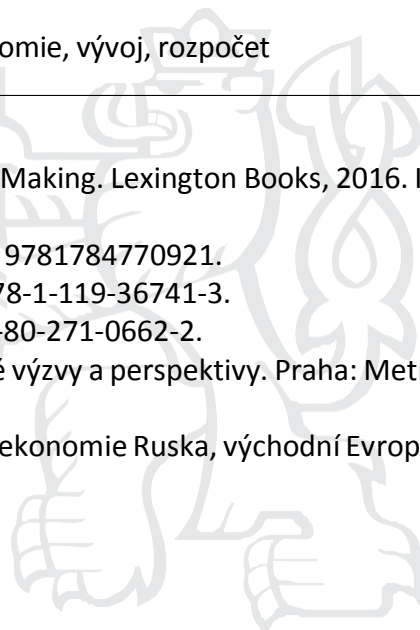 omie, vývoj, rozpočet
Making. Lexington Books, 2016. I
9781784770921.
78-1-119-36741-3.
-80-271-0662-2.
é výzvy a perspektivy. Praha: Metr
ekonomie Ruska, východní Evrop